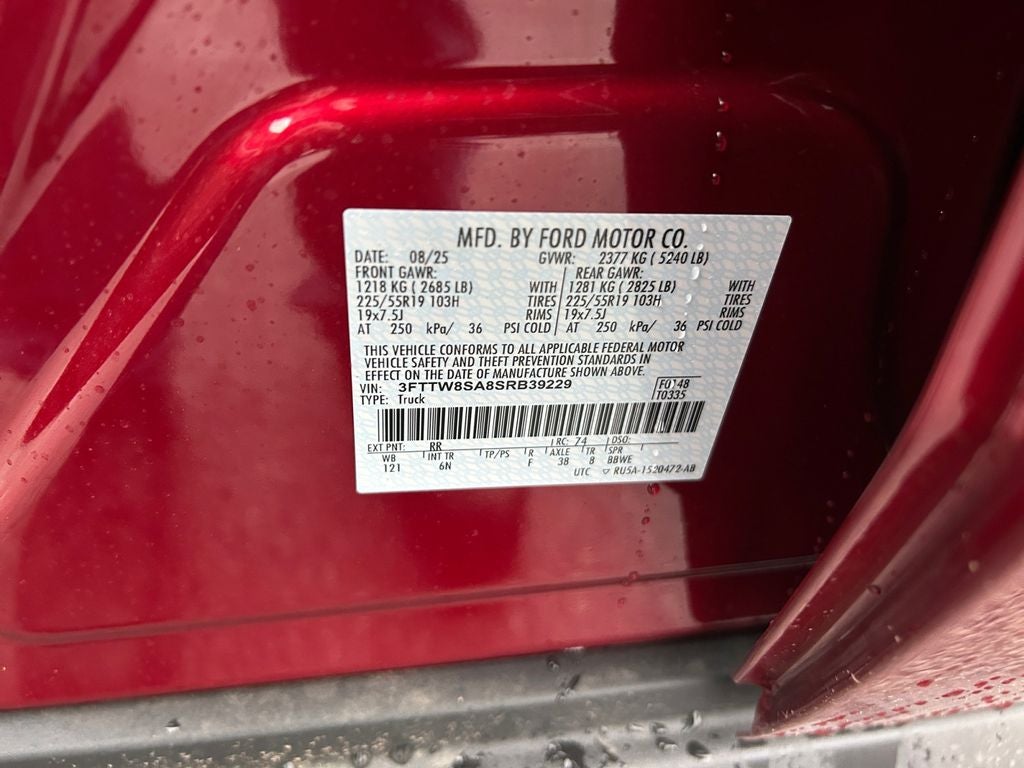 MFD. BY FORD MOTOR CO.
DATE: 08/25 GVWR: 2377 KG ( 5240 LB)
FRONT GAWR: REAR GAWR:
1218 KG ( 2685 LB) WITH 1281 KG ( 2825 LB) WITH
225/55R19 103H TIRES 225/55R19 103H TIRES
19x7.5J RIMS 19x7.5J RIMS
AT 250 kPa/ 36 PSI COLD AT 250 kPa/ 36 PSI COLD
THIS VEHICLE CONFORMS TO ALL APPLICABLE FEDERAL MOTOR
VEHICLE SAFETY AND THEFT PREVENTION STANDARDS IN
EFFECT ON THE DATE OF MANUFACTURE SHOWN ABOVE.
VIN: 3FTTW8SA8SRB39229 F0148
TYPE: Truck T0335
EXT PNT: RR RC: 74 DSO:
WB INT TR TP/PS R AXLE TR SPR
121 6N F 38 8 BBWE
UTC ▽ RU5A-1520472-AB